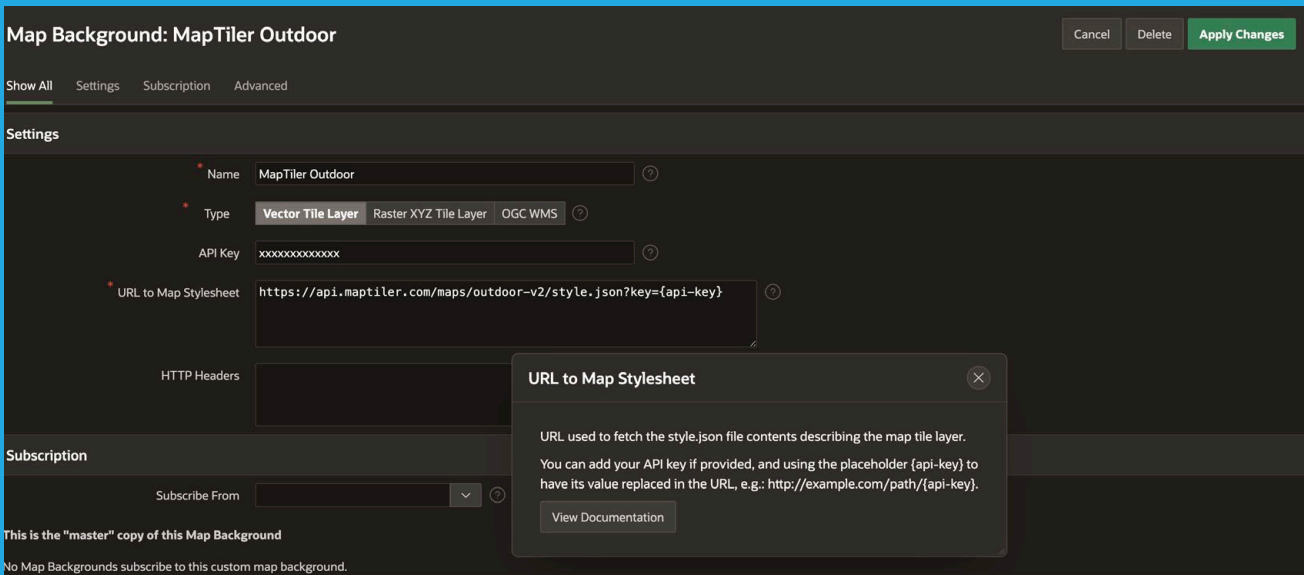 Map Background: MapTiler Outdoor
Cancel Delete Apply Changes
Show All Settings Subscription Advanced
Settings
* Name MapTiler Outdoor ?
* Type Vector Tile Layer Raster XYZ Tile Layer OGC WMS ?
API Key xxxxxxxxxxxxx ?
* URL to Map Stylesheet https://api.maptiler.com/maps/outdoor-v2/style.json?key={api-key} ?
HTTP Headers
URL to Map Stylesheet
URL used to fetch the style.json file contents describing the map tile layer.
You can add your API key if provided, and using the placeholder {api-key} to
have its value replaced in the URL, e.g.: http://example.com/path/{api-key}.
View Documentation
Subscription
Subscribe From ?
This is the "master" copy of this Map Background
No Map Backgrounds subscribe to this custom map background.